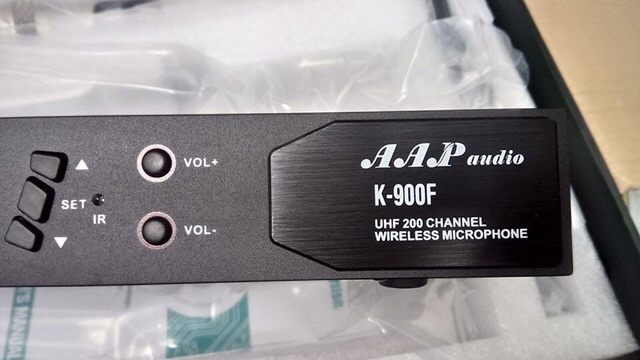 AAP audio
K-900F
UHF 200 CHANNEL
WIRELESS MICROPHONE
VOL+
VOL-
SET
IR